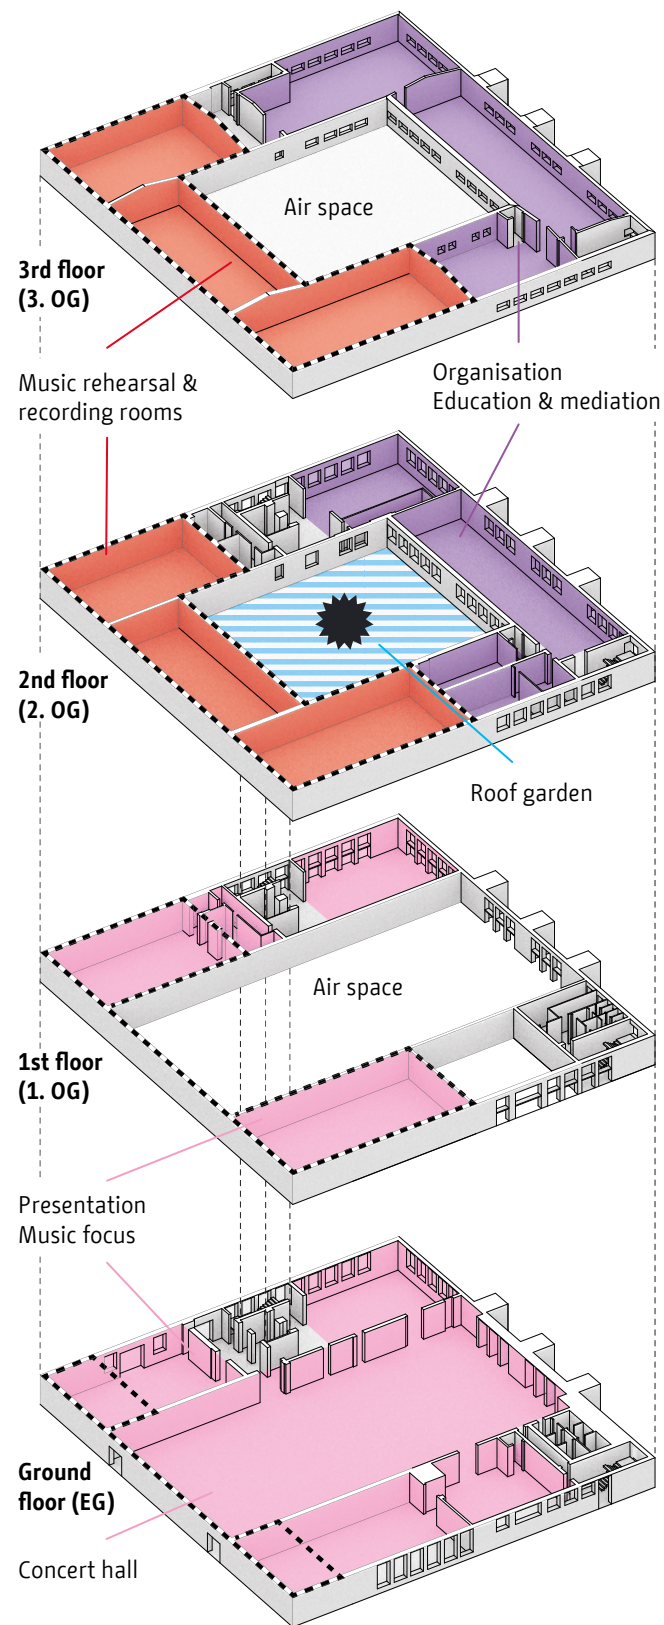 Air space
3rd floor
(3. OG)
Music rehearsal &
recording rooms
Organisation
Education & mediation
2nd floor
(2. OG)
Roof garden
Air space
1st floor
(1. OG)
Presentation
Music focus
Ground
floor (EG)
Concert hall